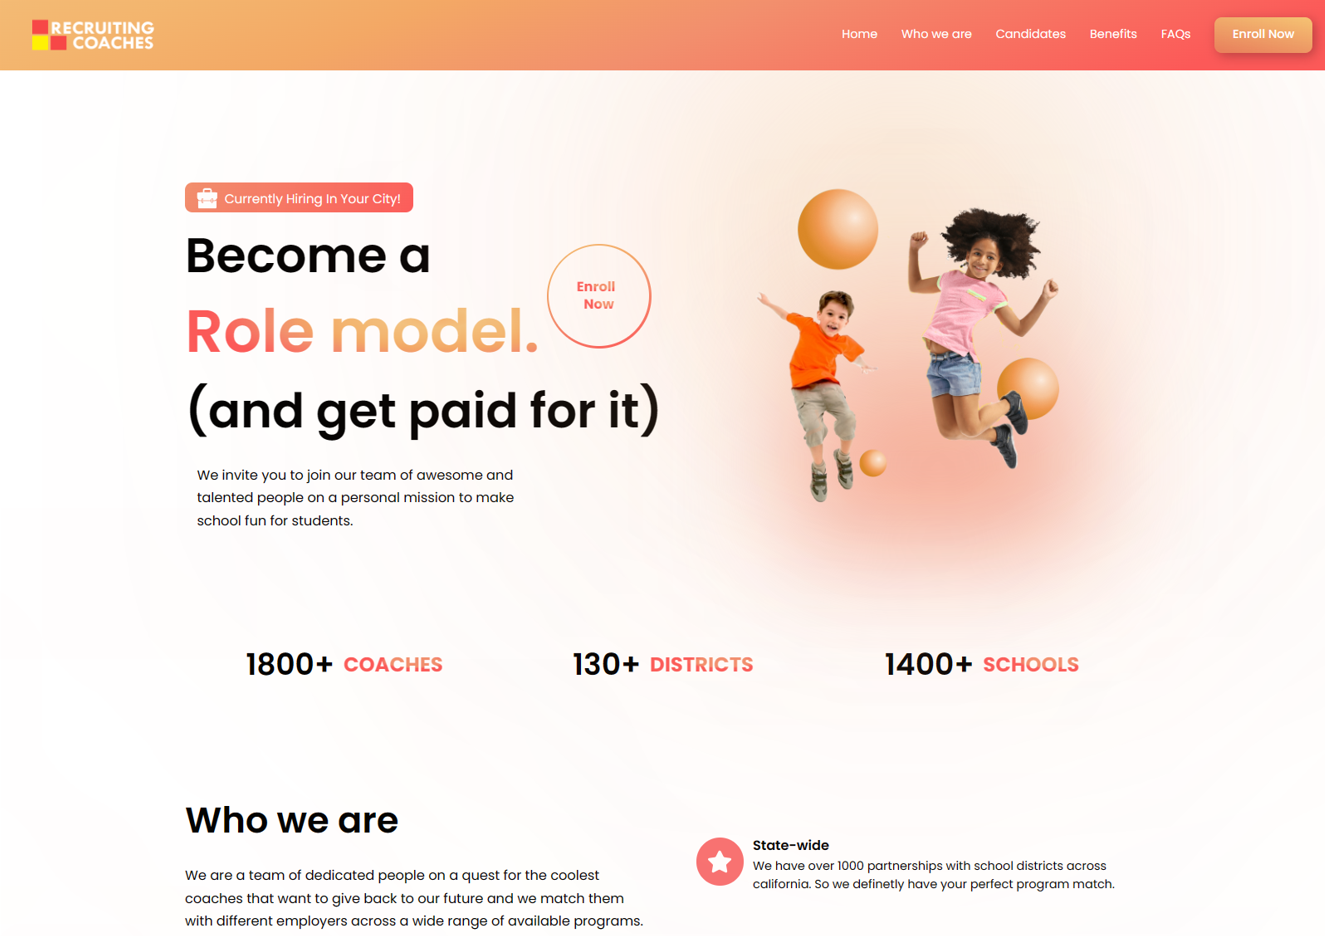 RECRUITING
COACHES
Home Who we are Candidates Benefits FAQs Enroll Now
Currently Hiring In Your City!
Become a
Role model.
(and get paid for it)
Enroll
Now
We invite you to join our team of awesome and
talented people on a personal mission to make
school fun for students.
1800+ COACHES
130+ DISTRICTS
1400+ SCHOOLS
Who we are
We are a team of dedicated people on a quest for the coolest
coaches that want to give back to our future and we match them
with different employers across a wide range of available programs.
State-wide
We have over 1000 partnerships with school districts across
california. So we definetly have your perfect program match.